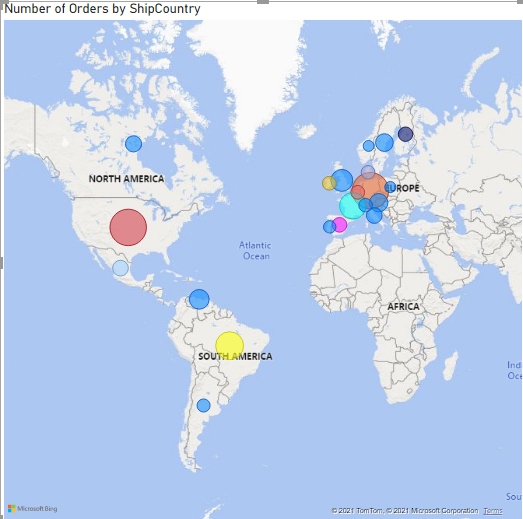 Number of Orders by ShipCountry
NORTH AMERICA
EUROPE
Atlantic
Ocean
AFRICA
SOUTH AMERICA
Microsoft Bing
© 2021 TomTom, © 2021 Microsoft Corporation Terms